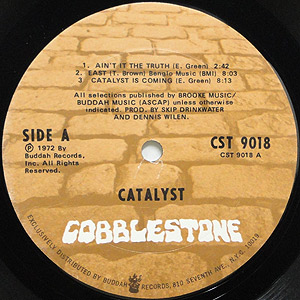 1. AIN'T IT THE TRUTH (E. Green) 2:42
2. EAST (T. Brown) Benglo Music (BMI) 8:03
3. CATALYST IS COMING (E. Green) 8:13
All selections published by BROOKE MUSIC/
BUDDAH MUSIC (ASCAP) unless otherwise
indicated. PROD. BY SKIP DRINKWATER
AND DENNIS WILEN.
SIDE A
Ⓟ 1972 By
Buddah Records,
Inc. All Rights
Reserved.
CST 9018
CST 9018 A
CATALYST
COBBLESTONE
EXCLUSIVELY DISTRIBUTED BY BUDDAH RECORDS, 810 SEVENTH AVE., N.Y.C. 10019